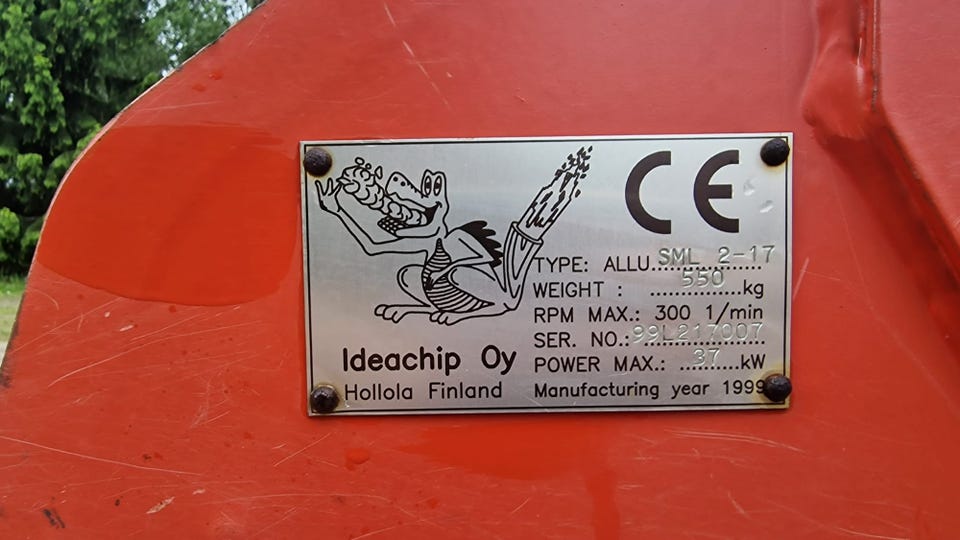 CE
TYPE: ALLU SML 2-17
WEIGHT : 550 kg
RPM MAX.: 300 1/min
SER. NO.: 99L217007
POWER MAX.: 37 kW
Manufacturing year 1999
Ideachip Oy
Hollola Finland